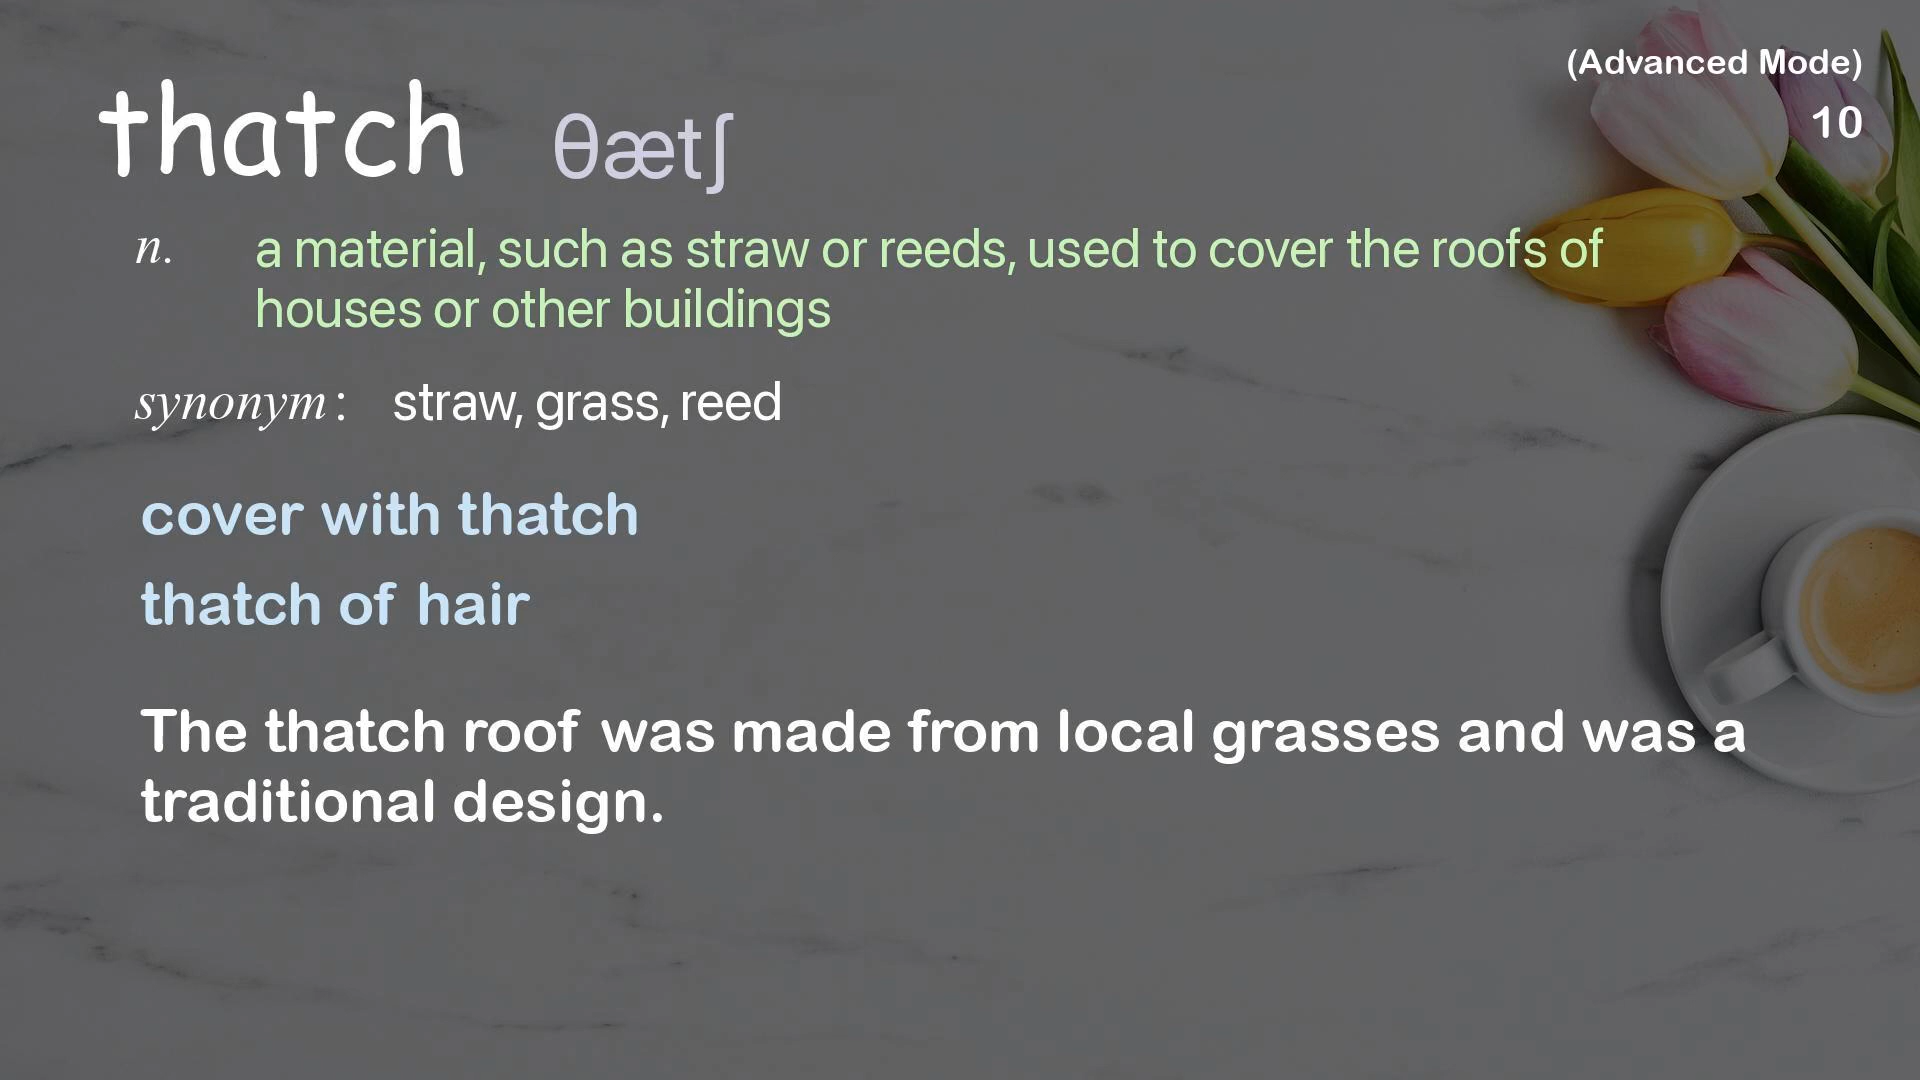 (Advanced Mode)
10
thatch θætʃ
n. a material, such as straw or reeds, used to cover the roofs of
houses or other buildings
synonym: straw, grass, reed
cover with thatch
thatch of hair
The thatch roof was made from local grasses and was a
traditional design.